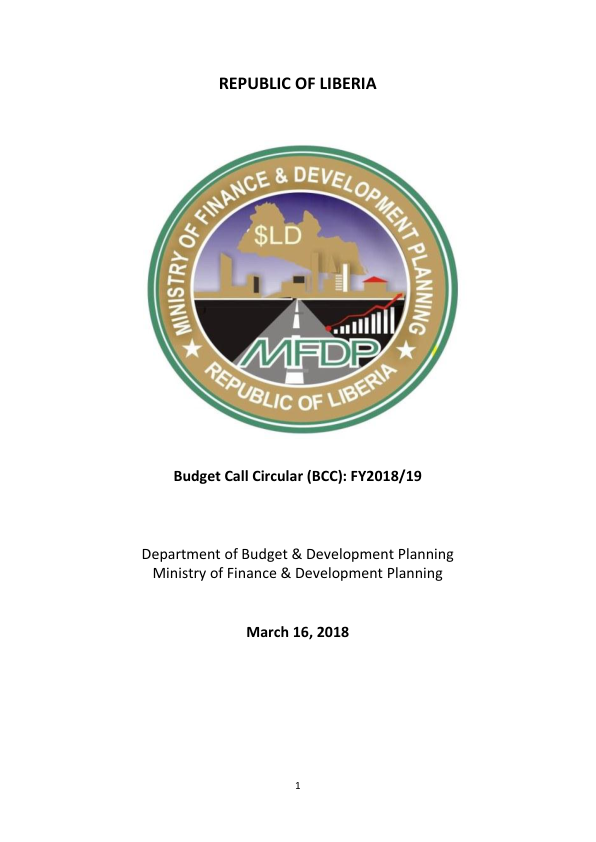 REPUBLIC OF LIBERIA
MINISTRY OF FINANCE & DEVELOPMENT PLANNING
$LD
MFDP
REPUBLIC OF LIBERIA
Budget Call Circular (BCC): FY2018/19
Department of Budget & Development Planning
Ministry of Finance & Development Planning
March 16, 2018
1